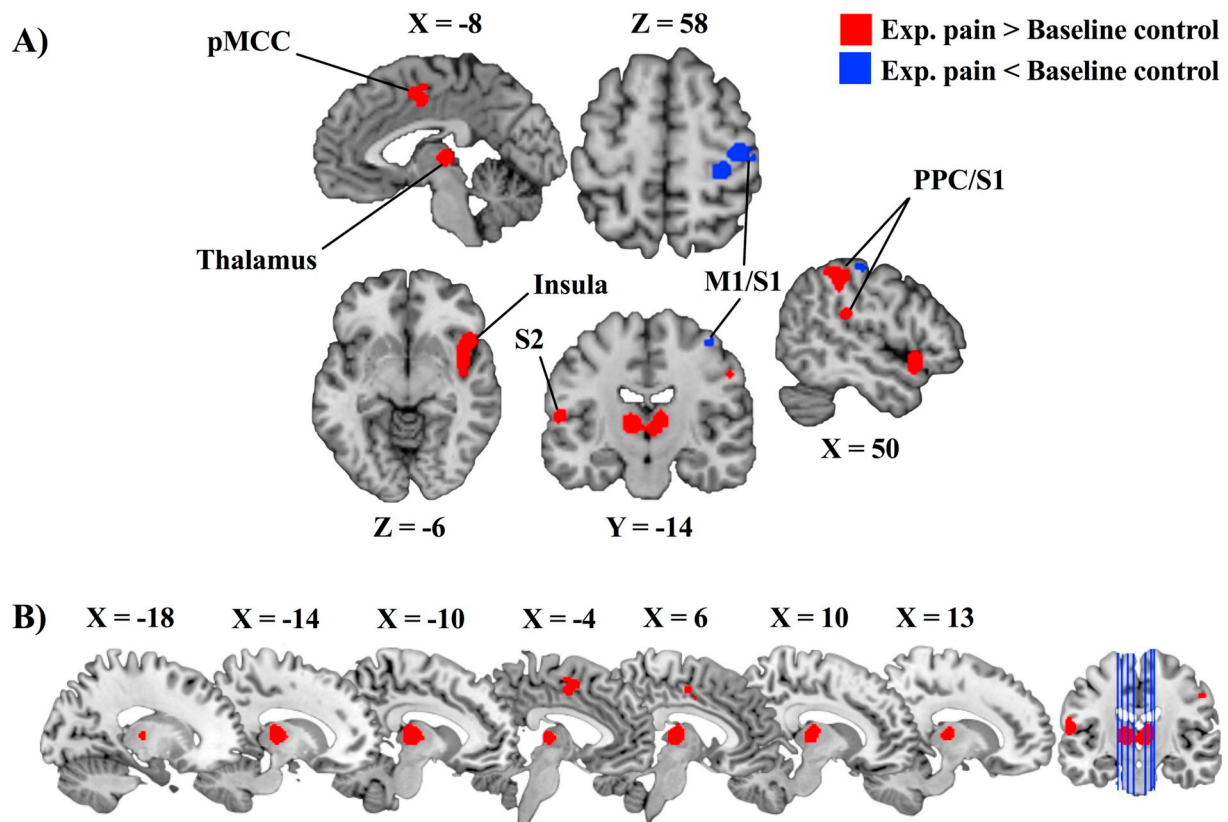 A)
X = -8
Z = 58
Exp. pain > Baseline control
Exp. pain < Baseline control
pMCC
PPC/S1
Thalamus
Insula
M1/S1
S2
X = 50
Z = -6
Y = -14
B)
X = -18
X = -14
X = -10
X = -4
X = 6
X = 10
X = 13